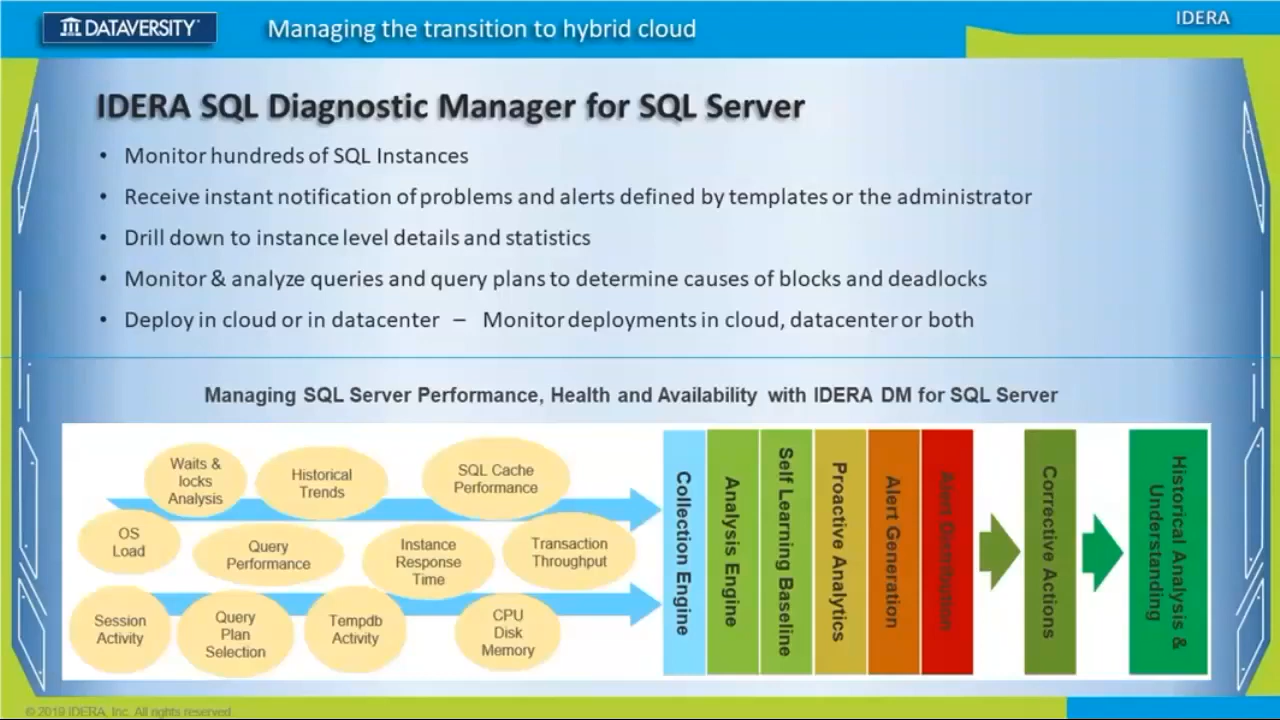 DATAVERSITY
Managing the transition to hybrid cloud
IDERA
IDERA SQL Diagnostic Manager for SQL Server
• Monitor hundreds of SQL Instances
• Receive instant notification of problems and alerts defined by templates or the administrator
• Drill down to instance level details and statistics
• Monitor & analyze queries and query plans to determine causes of blocks and deadlocks
• Deploy in cloud or in datacenter – Monitor deployments in cloud, datacenter or both
Managing SQL Server Performance, Health and Availability with IDERA DM for SQL Server
Waits &
locks
Analysis
Historical
Trends
SQL Cache
Performance
OS
Load
Query
Performance
Instance
Response
Time
Transaction
Throughput
Session
Activity
Query
Plan
Selection
Tempdb
Activity
CPU
Disk
Memory
Collection Engine
Analysis Engine
Self Learning Baseline
Proactive Analytics
Alert Generation
Alert Distribution
Corrective Actions
Historical Analysis &
Understanding
© 2019 IDERA, Inc. All rights reserved.